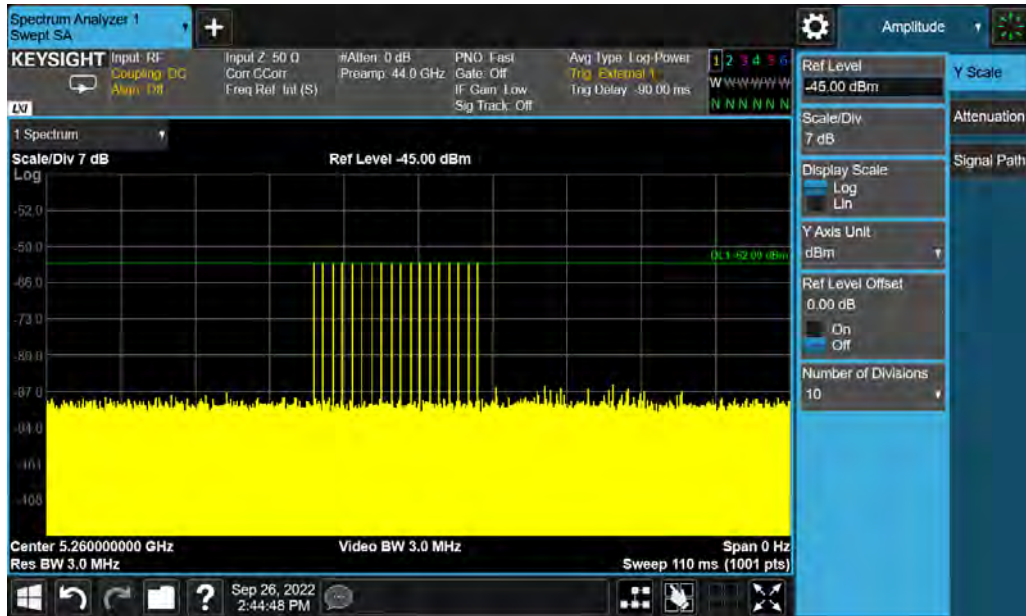 Spectrum Analyzer 1
Swept SA
+
Amplitude
KEYSIGHT
Input: RF
Coupling: DC
Align: Off
Input Z: 50 Ω
Corr CCorr
Freq Ref: Int (S)
#Atten: 0 dB
Preamp: 44.0 GHz
PNO: Fast
Gate: Off
IF Gain: Low
Sig Track: Off
Avg Type: Log-Power
Trig: External 1
Trig Delay: -90.00 ms
1 2 3 4 5 6
W W W W W W
N N N N N N
LXI
1 Spectrum
Scale/Div 7 dB
Ref Level -45.00 dBm
Log
-52.0
-66.0
-73.0
-87.0
-94.0
-101
-108
DL1 -62.00 dBm
Center 5.260000000 GHz
Video BW 3.0 MHz
Span 0 Hz
Res BW 3.0 MHz
Sweep 110 ms (1001 pts)
Ref Level
-45.00 dBm
Scale/Div
7 dB
Display Scale
Log
Lin
Y Axis Unit
dBm
Ref Level Offset
0.00 dB
On
Off
Number of Divisions
10
Y Scale
Attenuation
Signal Path
?
Sep 26, 2022
2:44:48 PM